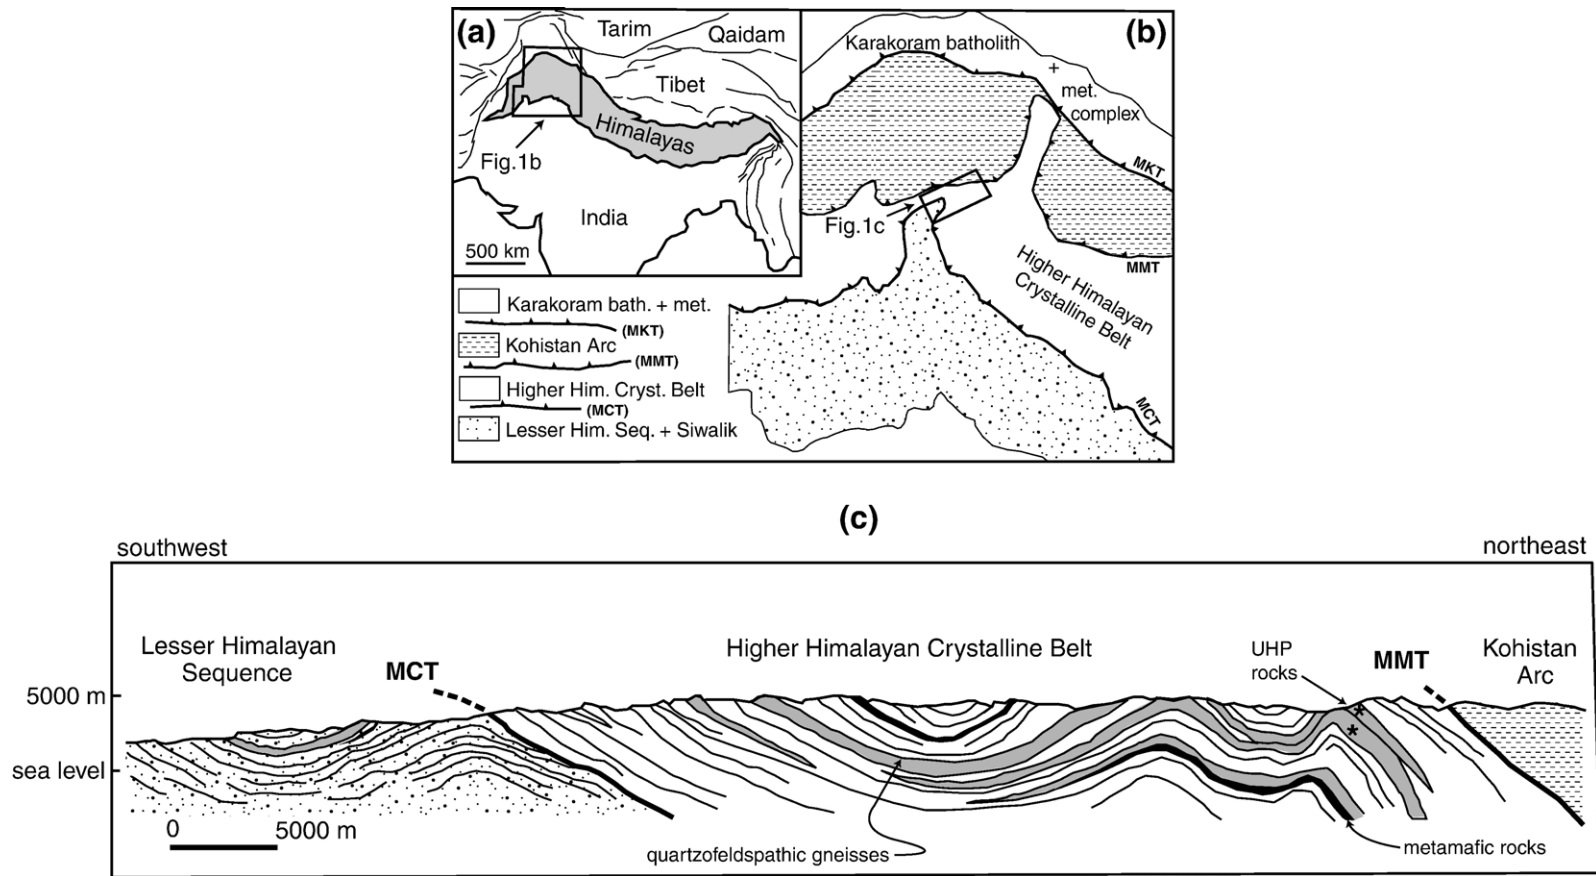 (a)
Tarim
Qaidam
Tibet
Himalayas
Fig.1b
India
500 km
(b)
Karakoram batholith
+
met.
complex
MKT
Fig.1c
MMT
Higher Himalayan
Crystalline Belt
MCT
Karakoram bath. + met.
(MKT)
Kohistan Arc
(MMT)
Higher Him. Cryst. Belt
(MCT)
Lesser Him. Seq. + Siwalik
(c)
southwest
northeast
Lesser Himalayan
Sequence
MCT
Higher Himalayan Crystalline Belt
UHP
rocks
MMT
Kohistan
Arc
5000 m
sea level
0
5000 m
quartzofeldspathic gneisses
metamafic rocks